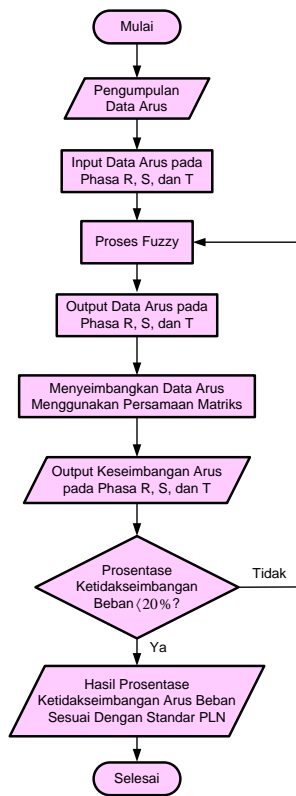 Mulai
Pengumpulan
Data Arus
Input Data Arus pada
Phasa R, S, dan T
Proses Fuzzy
Output Data Arus pada
Phasa R, S, dan T
Menyeimbangkan Data Arus
Menggunakan Persamaan Matriks
Output Keseimbangan Arus
pada Phasa R, S, dan T
Prosentase
Ketidakseimbangan
Beban〈20%?
Tidak
Ya
Hasil Prosentase
Ketidakseimbangan Arus Beban
Sesuai Dengan Standar PLN
Selesai